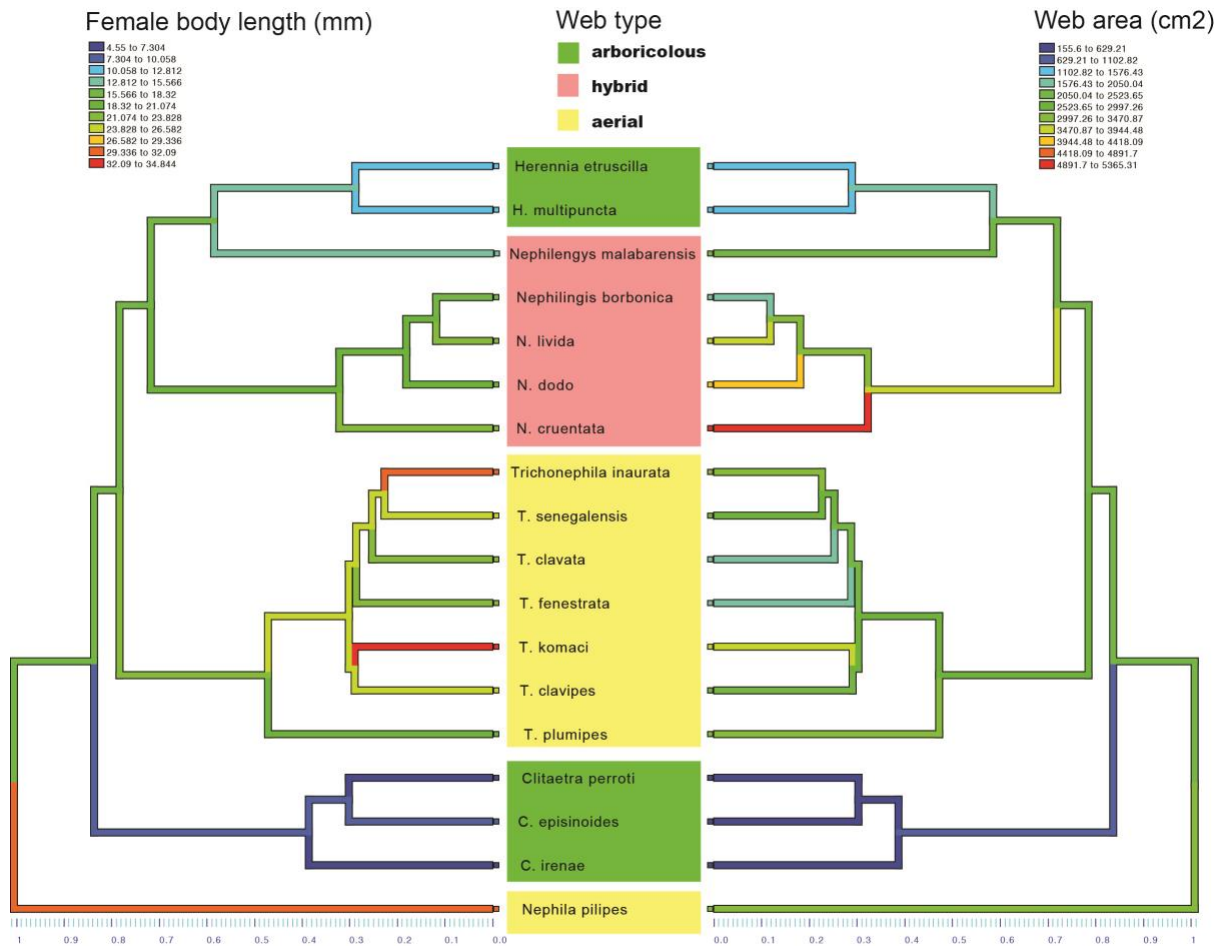 Female body length (mm)
4.55 to 7.304
7.304 to 10.058
10.058 to 12.812
12.812 to 15.566
15.566 to 18.32
18.32 to 21.074
21.074 to 23.828
23.828 to 26.582
26.582 to 29.336
29.336 to 32.09
32.09 to 34.844
Web type
arboricolous
hybrid
aerial
Web area (cm2)
155.6 to 629.21
629.21 to 1102.82
1102.82 to 1576.43
1576.43 to 2050.04
2050.04 to 2523.65
2523.65 to 2997.26
2997.26 to 3470.87
3470.87 to 3944.48
3944.48 to 4418.09
4418.09 to 4891.7
4891.7 to 5365.31
Herennia etruscilla
H. multipuncta
Nephilengys malabarensis
Nephilingis borbonica
N. livida
N. dodo
N. cruentata
Trichonephila inaurata
T. senegalensis
T. clavata
T. fenestrata
T. komaci
T. clavipes
T. plumipes
Clitaetra perroti
C. episinoides
C. irenae
Nephila pilipes
1 0.9 0.8 0.7 0.6 0.5 0.4 0.3 0.2 0.1 0.0
0.0 0.1 0.2 0.3 0.4 0.5 0.6 0.7 0.8 0.9 1